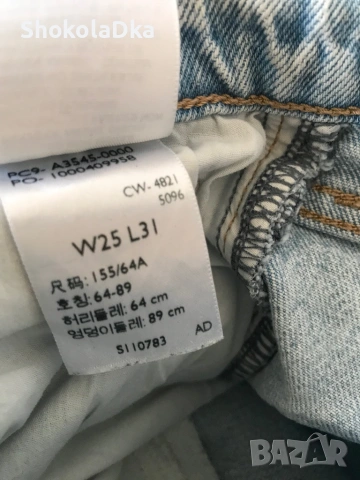 ShokolaDka
PC9- A3545-0000
PO- 1000409958
CW- 4821
5096
W25 L31
尺码: 155/64A
호칭: 64-89
허리둘레: 64 cm
엉덩이둘레: 89 cm
S110783
AD
BAZAR